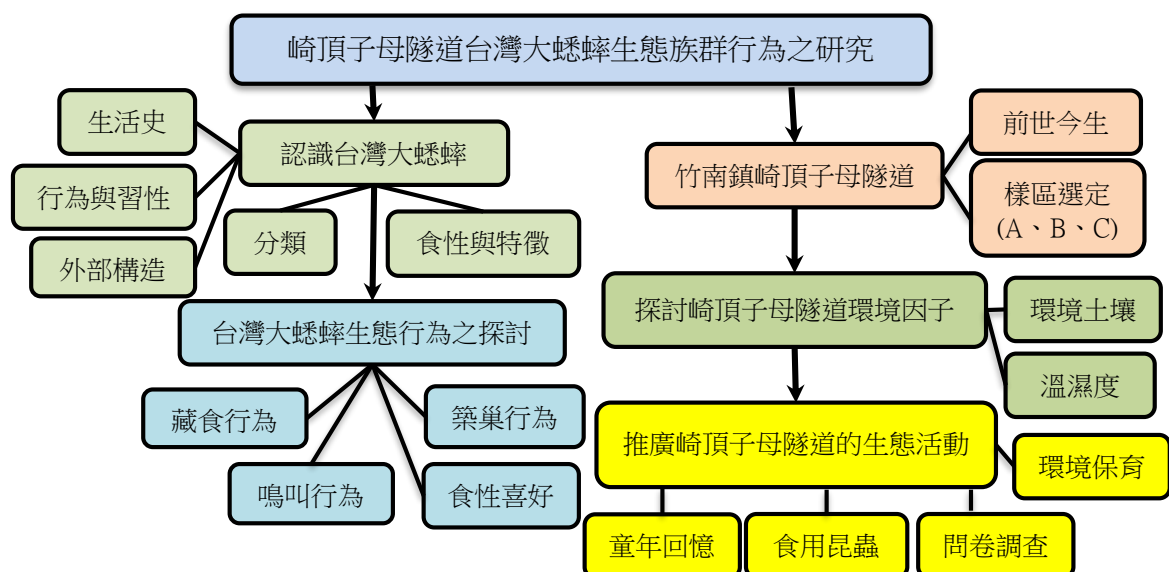 崎頂子母隧道台灣大蟋蟀生態族群行為之研究
生活史
認識台灣大蟋蟀
行為與習性
外部構造
分類
食性與特徵
台灣大蟋蟀生態行為之探討
藏食行為
築巢行為
鳴叫行為
食性喜好
前世今生
竹南鎮崎頂子母隧道
樣區選定
(A、B、C)
探討崎頂子母隧道環境因子
環境土壤
溫濕度
推廣崎頂子母隧道的生態活動
環境保育
童年回憶
食用昆蟲
問卷調查